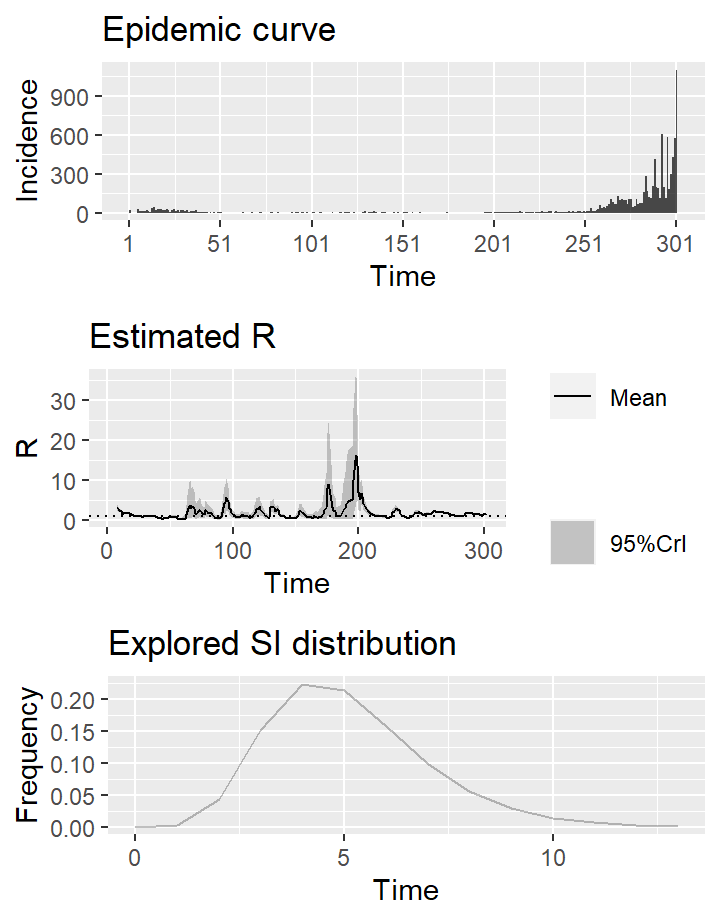 Epidemic curve
Incidence
900
600
300
0
1 51 101 151 201 251 301
Time
Estimated R
R
30
20
10
0
0 100 200 300
Time
Mean
95%CrI
Explored SI distribution
Frequency
0.20
0.15
0.10
0.05
0.00
0 5 10
Time